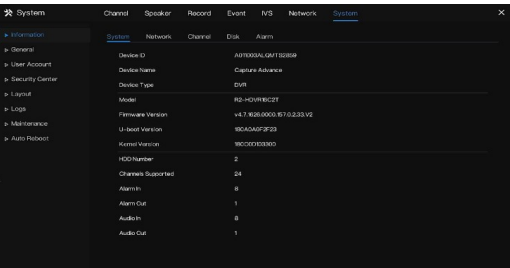 System Channel Speaker Record Event IVS Network System ×
Information System Network Channel Disk Alarm
General
User Account
Security Center
Layout
Logs
Maintenance
Auto Reboot
Device ID
Device Name Capture Advance
Device Type DVR
Model R2-HDVR16C2T
Firmware Version v4.7.1626.0000.157.0.2.33.V2
U-boot Version 180A0A0F2F23
Kernel Version
HDD Number 2
Channels Supported 24
Alarm In 8
Alarm Out 1
Audio In 8
Audio Out 1